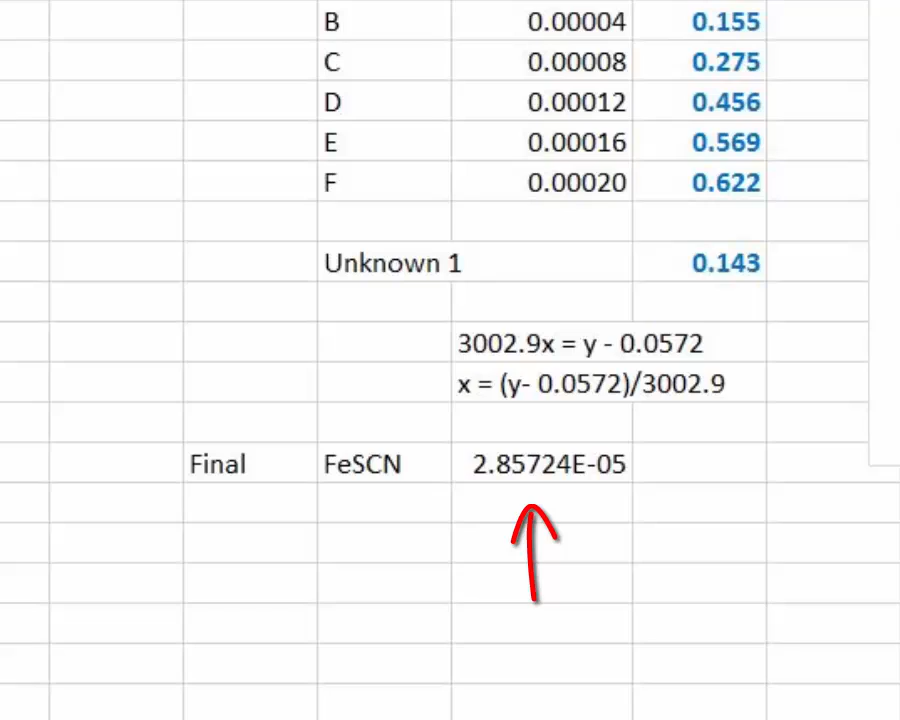 B 0.00004 0.155
C 0.00008 0.275
D 0.00012 0.456
E 0.00016 0.569
F 0.00020 0.622
Unknown 1 0.143
3002.9x = y - 0.0572
x = (y- 0.0572)/3002.9
Final FeSCN 2.85724E-05